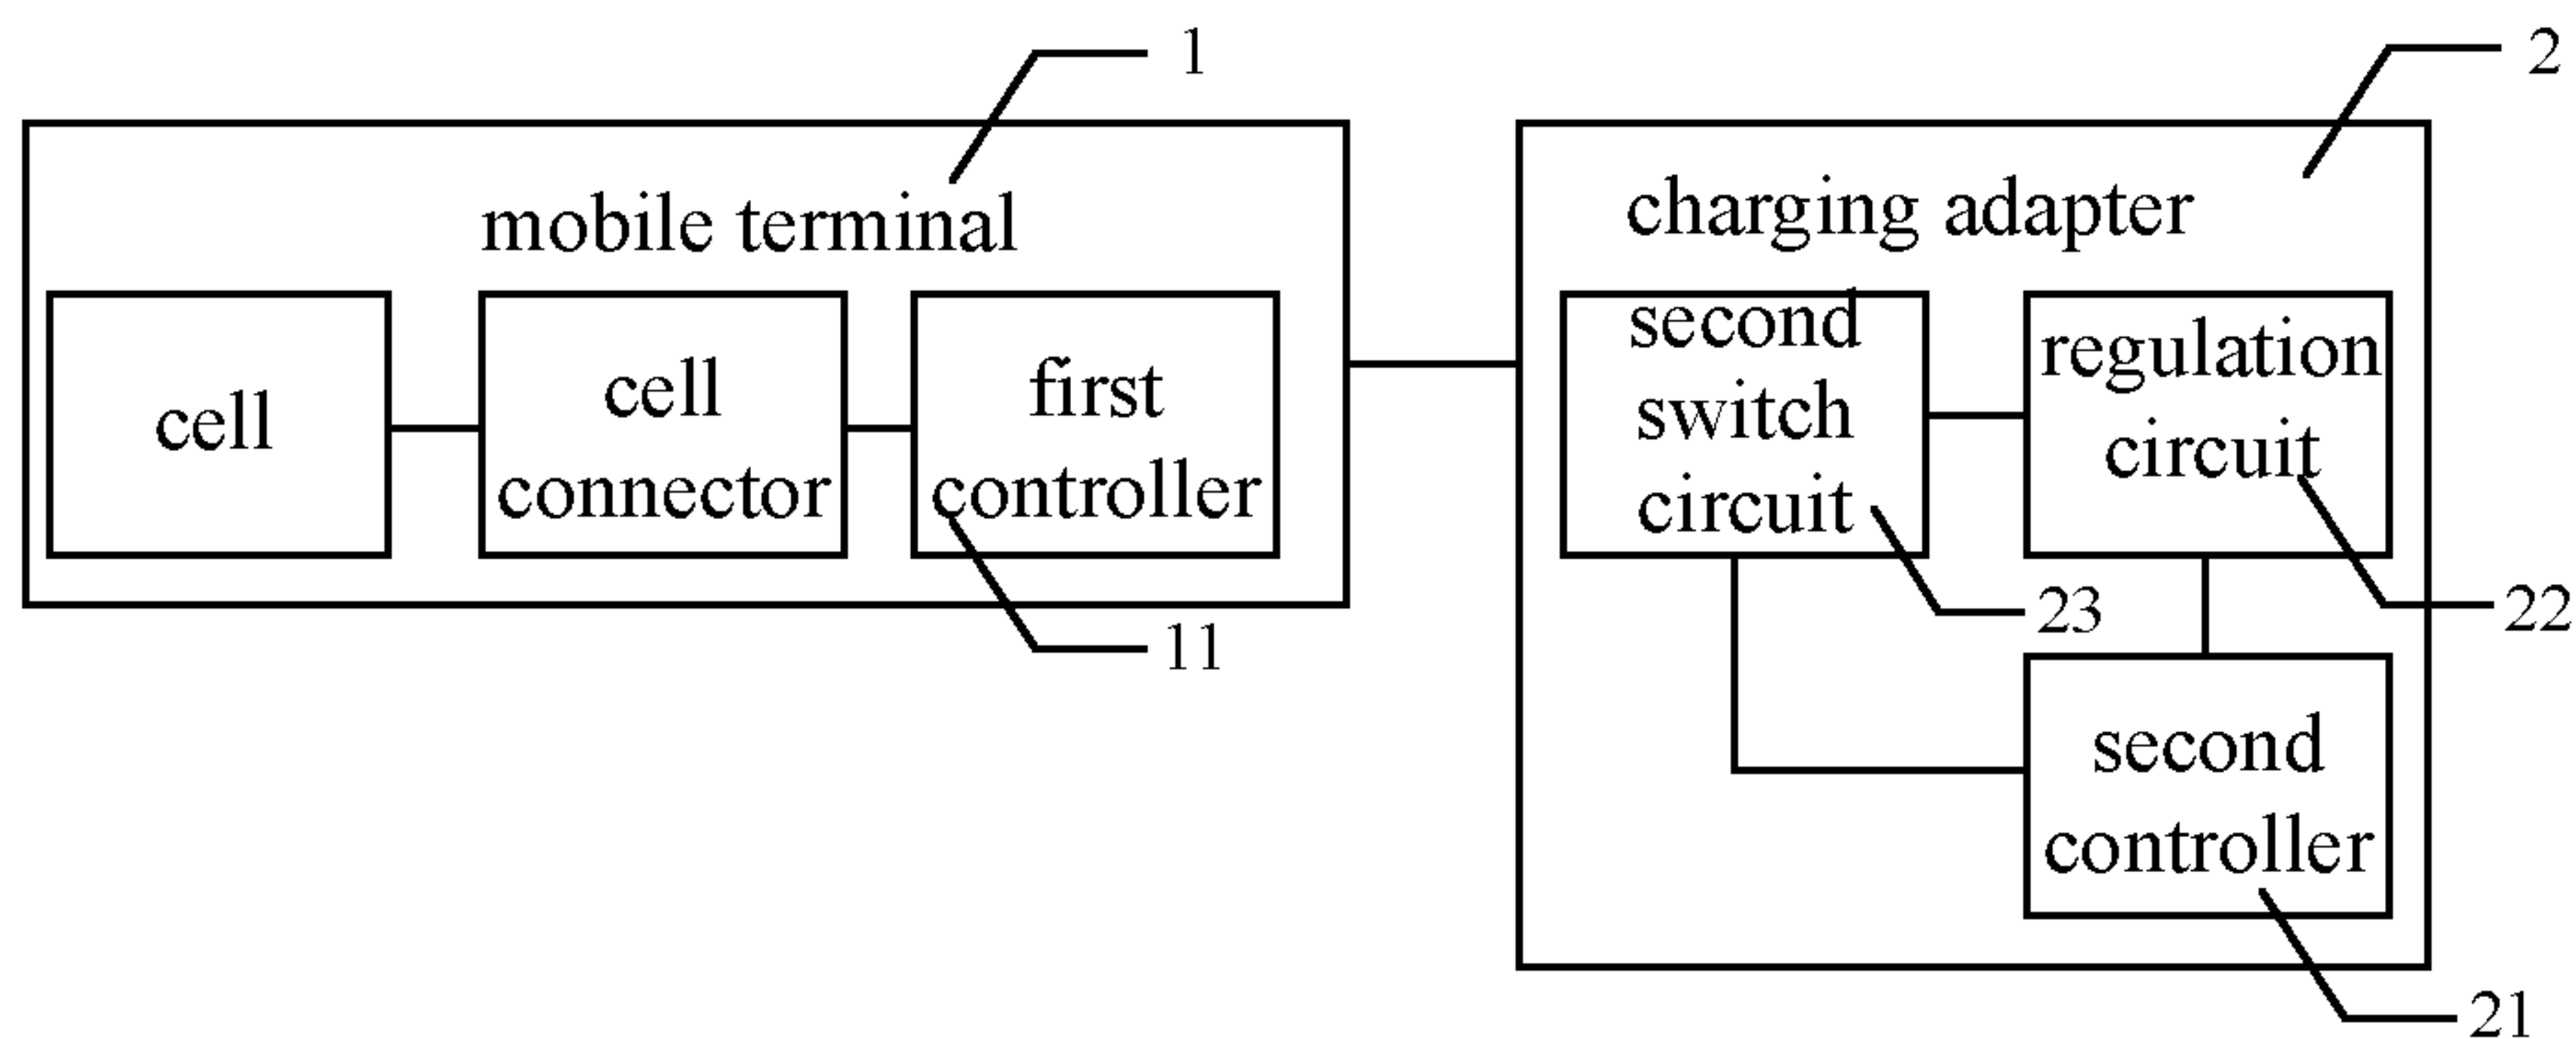 1
2
mobile terminal
charging adapter
cell
cell
connector
first
controller
second
switch
circuit
regulation
circuit
11
23
22
second
controller
21